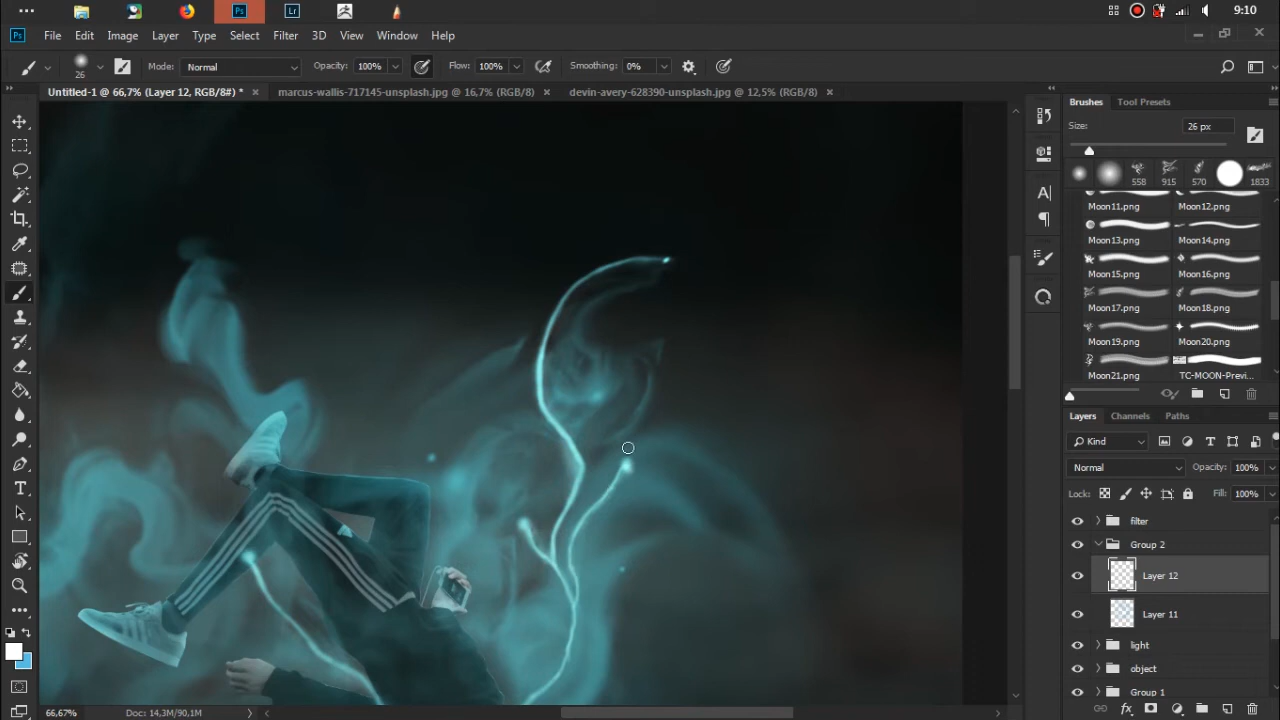 Ps Lr 9:10
Ps File Edit Image Layer Type Select Filter 3D View Window Help
26 Mode: Normal Opacity: 100% Flow: 100% Smoothing: 0%
Untitled-1 @ 66,7% (Layer 12, RGB/8#) * marcus-wallis-717145-unsplash.jpg @ 16,7% (RGB/8) devin-avery-628390-unsplash.jpg @ 12,5% (RGB/8)
Brushes Tool Presets
Size: 26 px
558 915 570 1833
Moon11.png Moon12.png
Moon13.png Moon14.png
Moon15.png Moon16.png
Moon17.png Moon18.png
Moon19.png Moon20.png
Moon21.png TC-MOON-Previ...
Layers Channels Paths
Kind
Normal Opacity: 100%
Lock: Fill: 100%
filter
Group 2
Layer 12
Layer 11
light
object
Group 1
66,67% Doc: 14,3M/90,1M